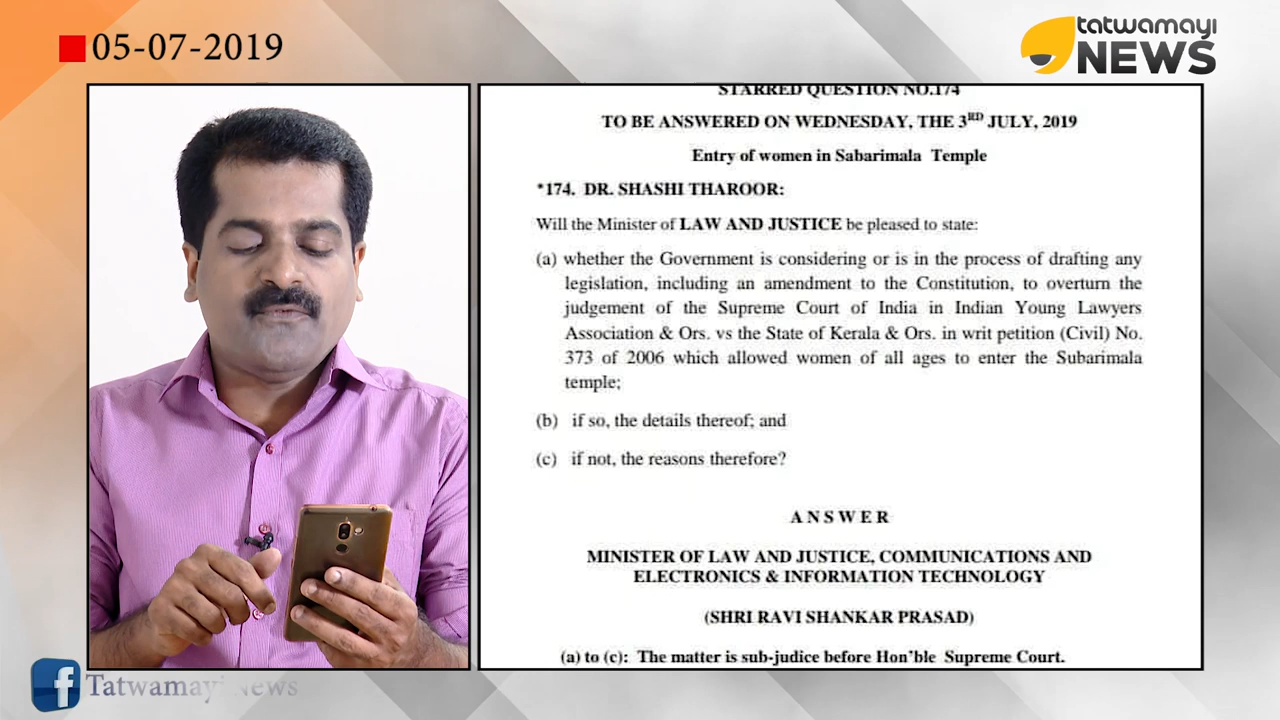 05-07-2019
tatwamayi
NEWS
STARRED QUESTION NO.174
TO BE ANSWERED ON WEDNESDAY, THE 3RD JULY, 2019
Entry of women in Sabarimala Temple
*174. DR. SHASHI THAROOR:
Will the Minister of LAW AND JUSTICE be pleased to state:
(a) whether the Government is considering or is in the process of drafting any
legislation, including an amendment to the Constitution, to overturn the
judgement of the Supreme Court of India in Indian Young Lawyers
Association & Ors. vs the State of Kerala & Ors. in writ petition (Civil) No.
373 of 2006 which allowed women of all ages to enter the Subarimala
temple;
(b) if so, the details thereof; and
(c) if not, the reasons therefore?
A N S W E R
MINISTER OF LAW AND JUSTICE, COMMUNICATIONS AND
ELECTRONICS & INFORMATION TECHNOLOGY
(SHRI RAVI SHANKAR PRASAD)
(a) to (c): The matter is sub-judice before Hon'ble Supreme Court.
f Tatwamayi News